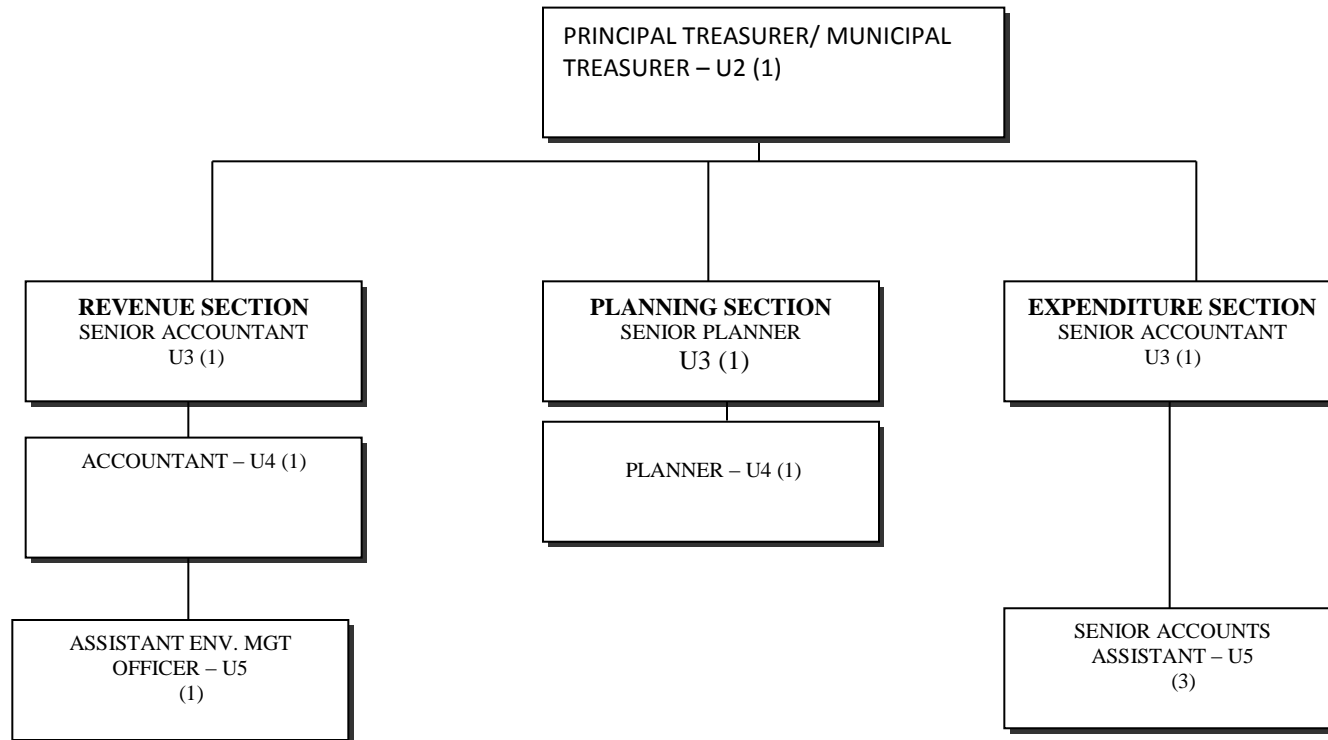 PRINCIPAL TREASURER/ MUNICIPAL
TREASURER – U2 (1)
REVENUE SECTION
SENIOR ACCOUNTANT
U3 (1)
PLANNING SECTION
SENIOR PLANNER
U3 (1)
EXPENDITURE SECTION
SENIOR ACCOUNTANT
U3 (1)
ACCOUNTANT – U4 (1)
PLANNER – U4 (1)
ASSISTANT ENV. MGT
OFFICER – U5
(1)
SENIOR ACCOUNTS
ASSISTANT – U5
(3)